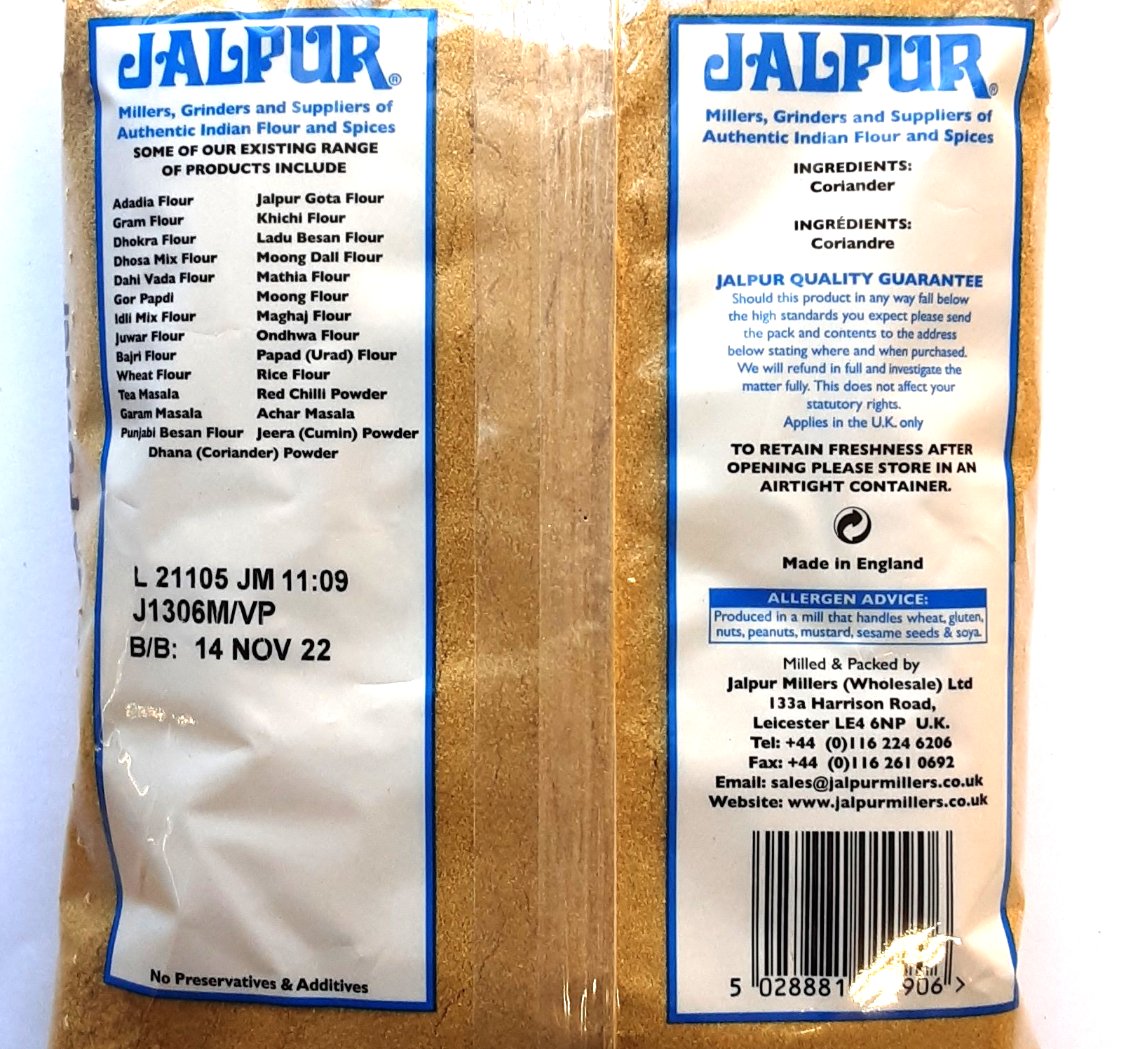 JALPUR®
Millers, Grinders and Suppliers of
Authentic Indian Flour and Spices
SOME OF OUR EXISTING RANGE
OF PRODUCTS INCLUDE
Adadia Flour
Gram Flour
Dhokra Flour
Dhosa Mix Flour
Dahi Vada Flour
Gor Papdi
Idli Mix Flour
Juwar Flour
Bajri Flour
Wheat Flour
Tea Masala
Garam Masala
Punjabi Besan Flour
Jalpur Gota Flour
Khichi Flour
Ladu Besan Flour
Moong Dall Flour
Mathia Flour
Moong Flour
Maghaj Flour
Ondhwa Flour
Papad (Urad) Flour
Rice Flour
Red Chilli Powder
Achar Masala
Jeera (Cumin) Powder
Dhana (Coriander) Powder
L 21105 JM 11:09
J1306M/VP
B/B: 14 NOV 22
No Preservatives & Additives
JALPUR®
Millers, Grinders and Suppliers of
Authentic Indian Flour and Spices
INGREDIENTS:
Coriander
INGRÉDIENTS:
Coriandre
JALPUR QUALITY GUARANTEE
Should this product in any way fall below
the high standards you expect please send
the pack and contents to the address
below stating where and when purchased.
We will refund in full and investigate the
matter fully. This does not affect your
statutory rights.
Applies in the U.K. only
TO RETAIN FRESHNESS AFTER
OPENING PLEASE STORE IN AN
AIRTIGHT CONTAINER.
Made in England
ALLERGEN ADVICE:
Produced in a mill that handles wheat, gluten,
nuts, peanuts, mustard, sesame seeds & soya.
Milled & Packed by
Jalpur Millers (Wholesale) Ltd
133a Harrison Road,
Leicester LE4 6NP U.K.
Tel: +44 (0)116 224 6206
Fax: +44 (0)116 261 0692
Email: sales@jalpurmillers.co.uk
Website: www.jalpurmillers.co.uk
5 028881 906 >